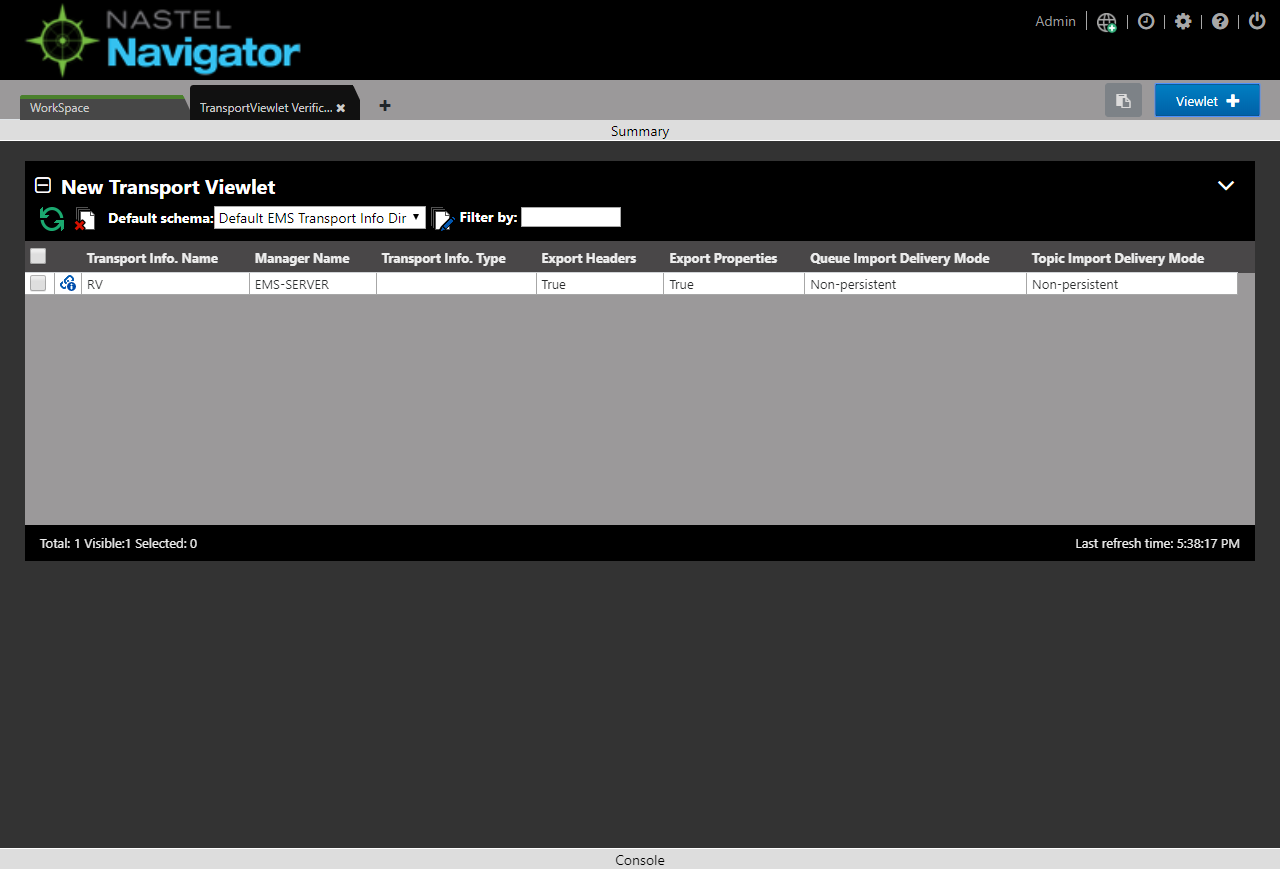 NASTEL
Navigator
Admin
WorkSpace
TransportViewlet Verific...
Viewlet
Summary
New Transport Viewlet
Default schema: Default EMS Transport Info Dir Filter by:
Transport Info. Name Manager Name Transport Info. Type Export Headers Export Properties Queue Import Delivery Mode Topic Import Delivery Mode
RV EMS-SERVER True True Non-persistent Non-persistent
Total: 1 Visible:1 Selected: 0 Last refresh time: 5:38:17 PM
Console